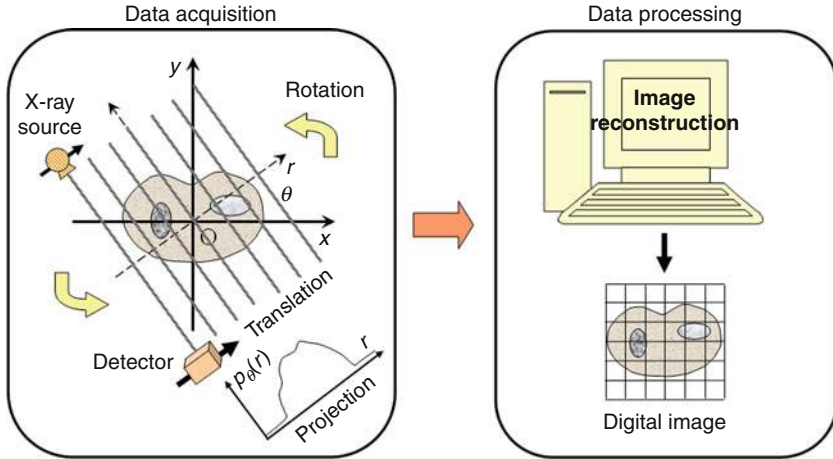 Data acquisition
y
Rotation
X-ray
source
r
θ
x
O
Translation
Detector
pθ(r)
r
Projection
Data processing
Image
reconstruction
Digital image